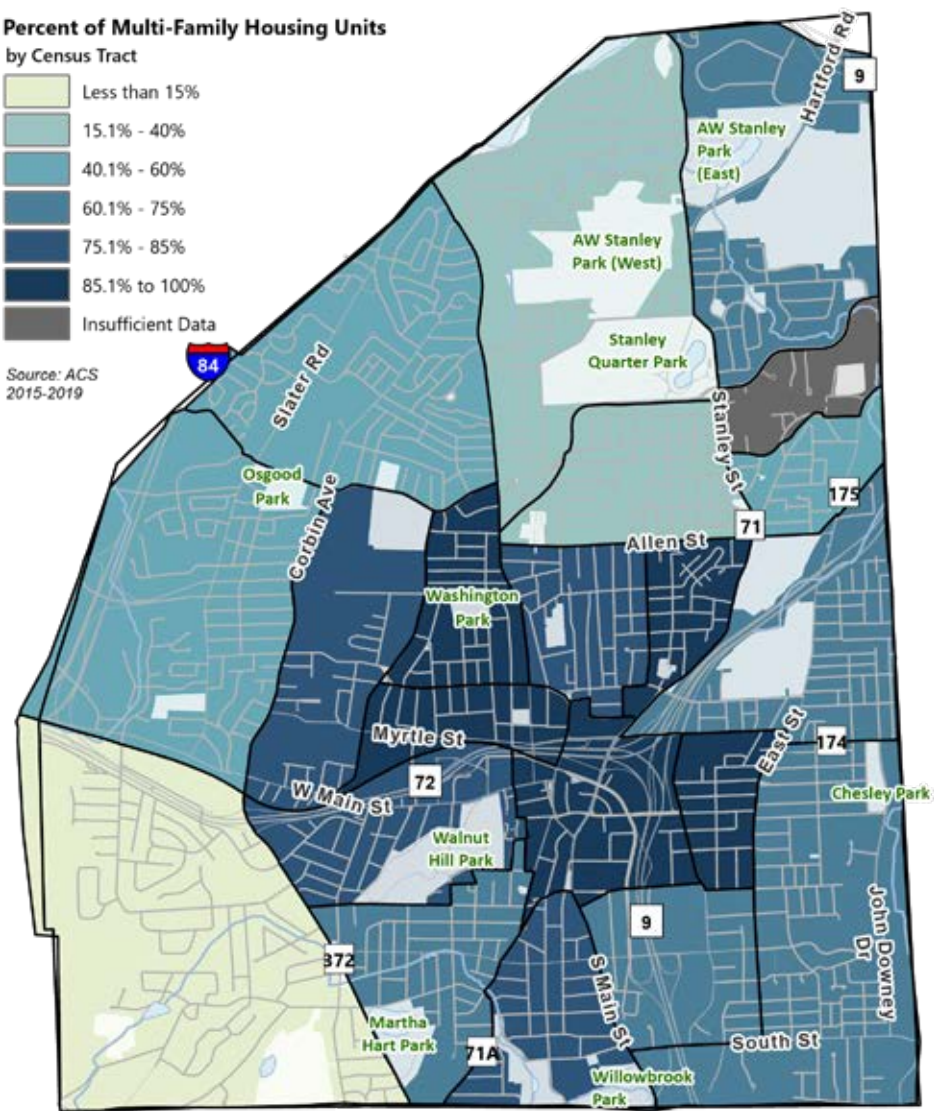 Percent of Multi-Family Housing Units
by Census Tract
Less than 15%
15.1% - 40%
40.1% - 60%
60.1% - 75%
75.1% - 85%
85.1% to 100%
Insufficient Data
Source: ACS
2015-2019
Hartford Rd
9
AW Stanley
Park
(East)
AW Stanley
Park (West)
Stanley
Quarter Park
84
Slater Rd
Stanley St
Osgood
Park
Corbin Ave
175
71
Allen St
Washington
Park
Myrtle St
East St
174
72
W Main St
Chesley Park
Walnut
Hill Park
9
John Downey
Dr
372
S Main St
Martha
Hart Park
71A
South St
Willowbrook
Park